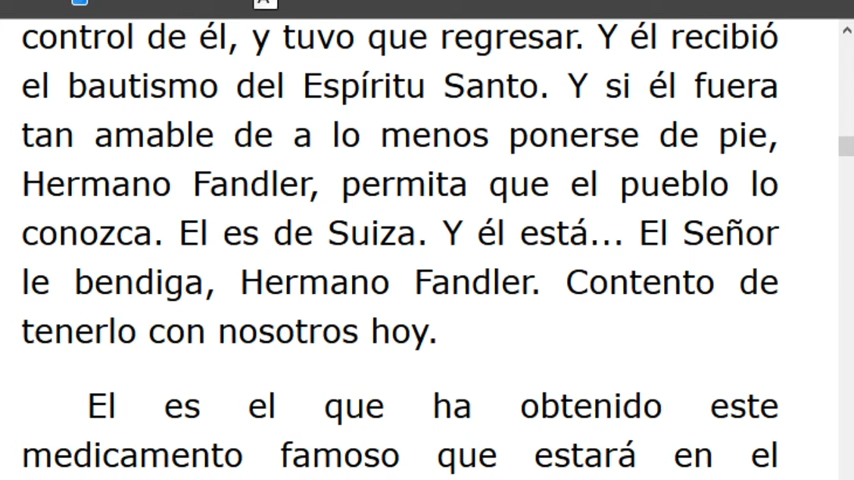 control de él, y tuvo que regresar. Y él recibió
el bautismo del Espíritu Santo. Y si él fuera
tan amable de a lo menos ponerse de pie,
Hermano Fandler, permita que el pueblo lo
conozca. El es de Suiza. Y él está... El Señor
le bendiga, Hermano Fandler. Contento de
tenerlo con nosotros hoy.
El es el que ha obtenido este
medicamento famoso que estará en el